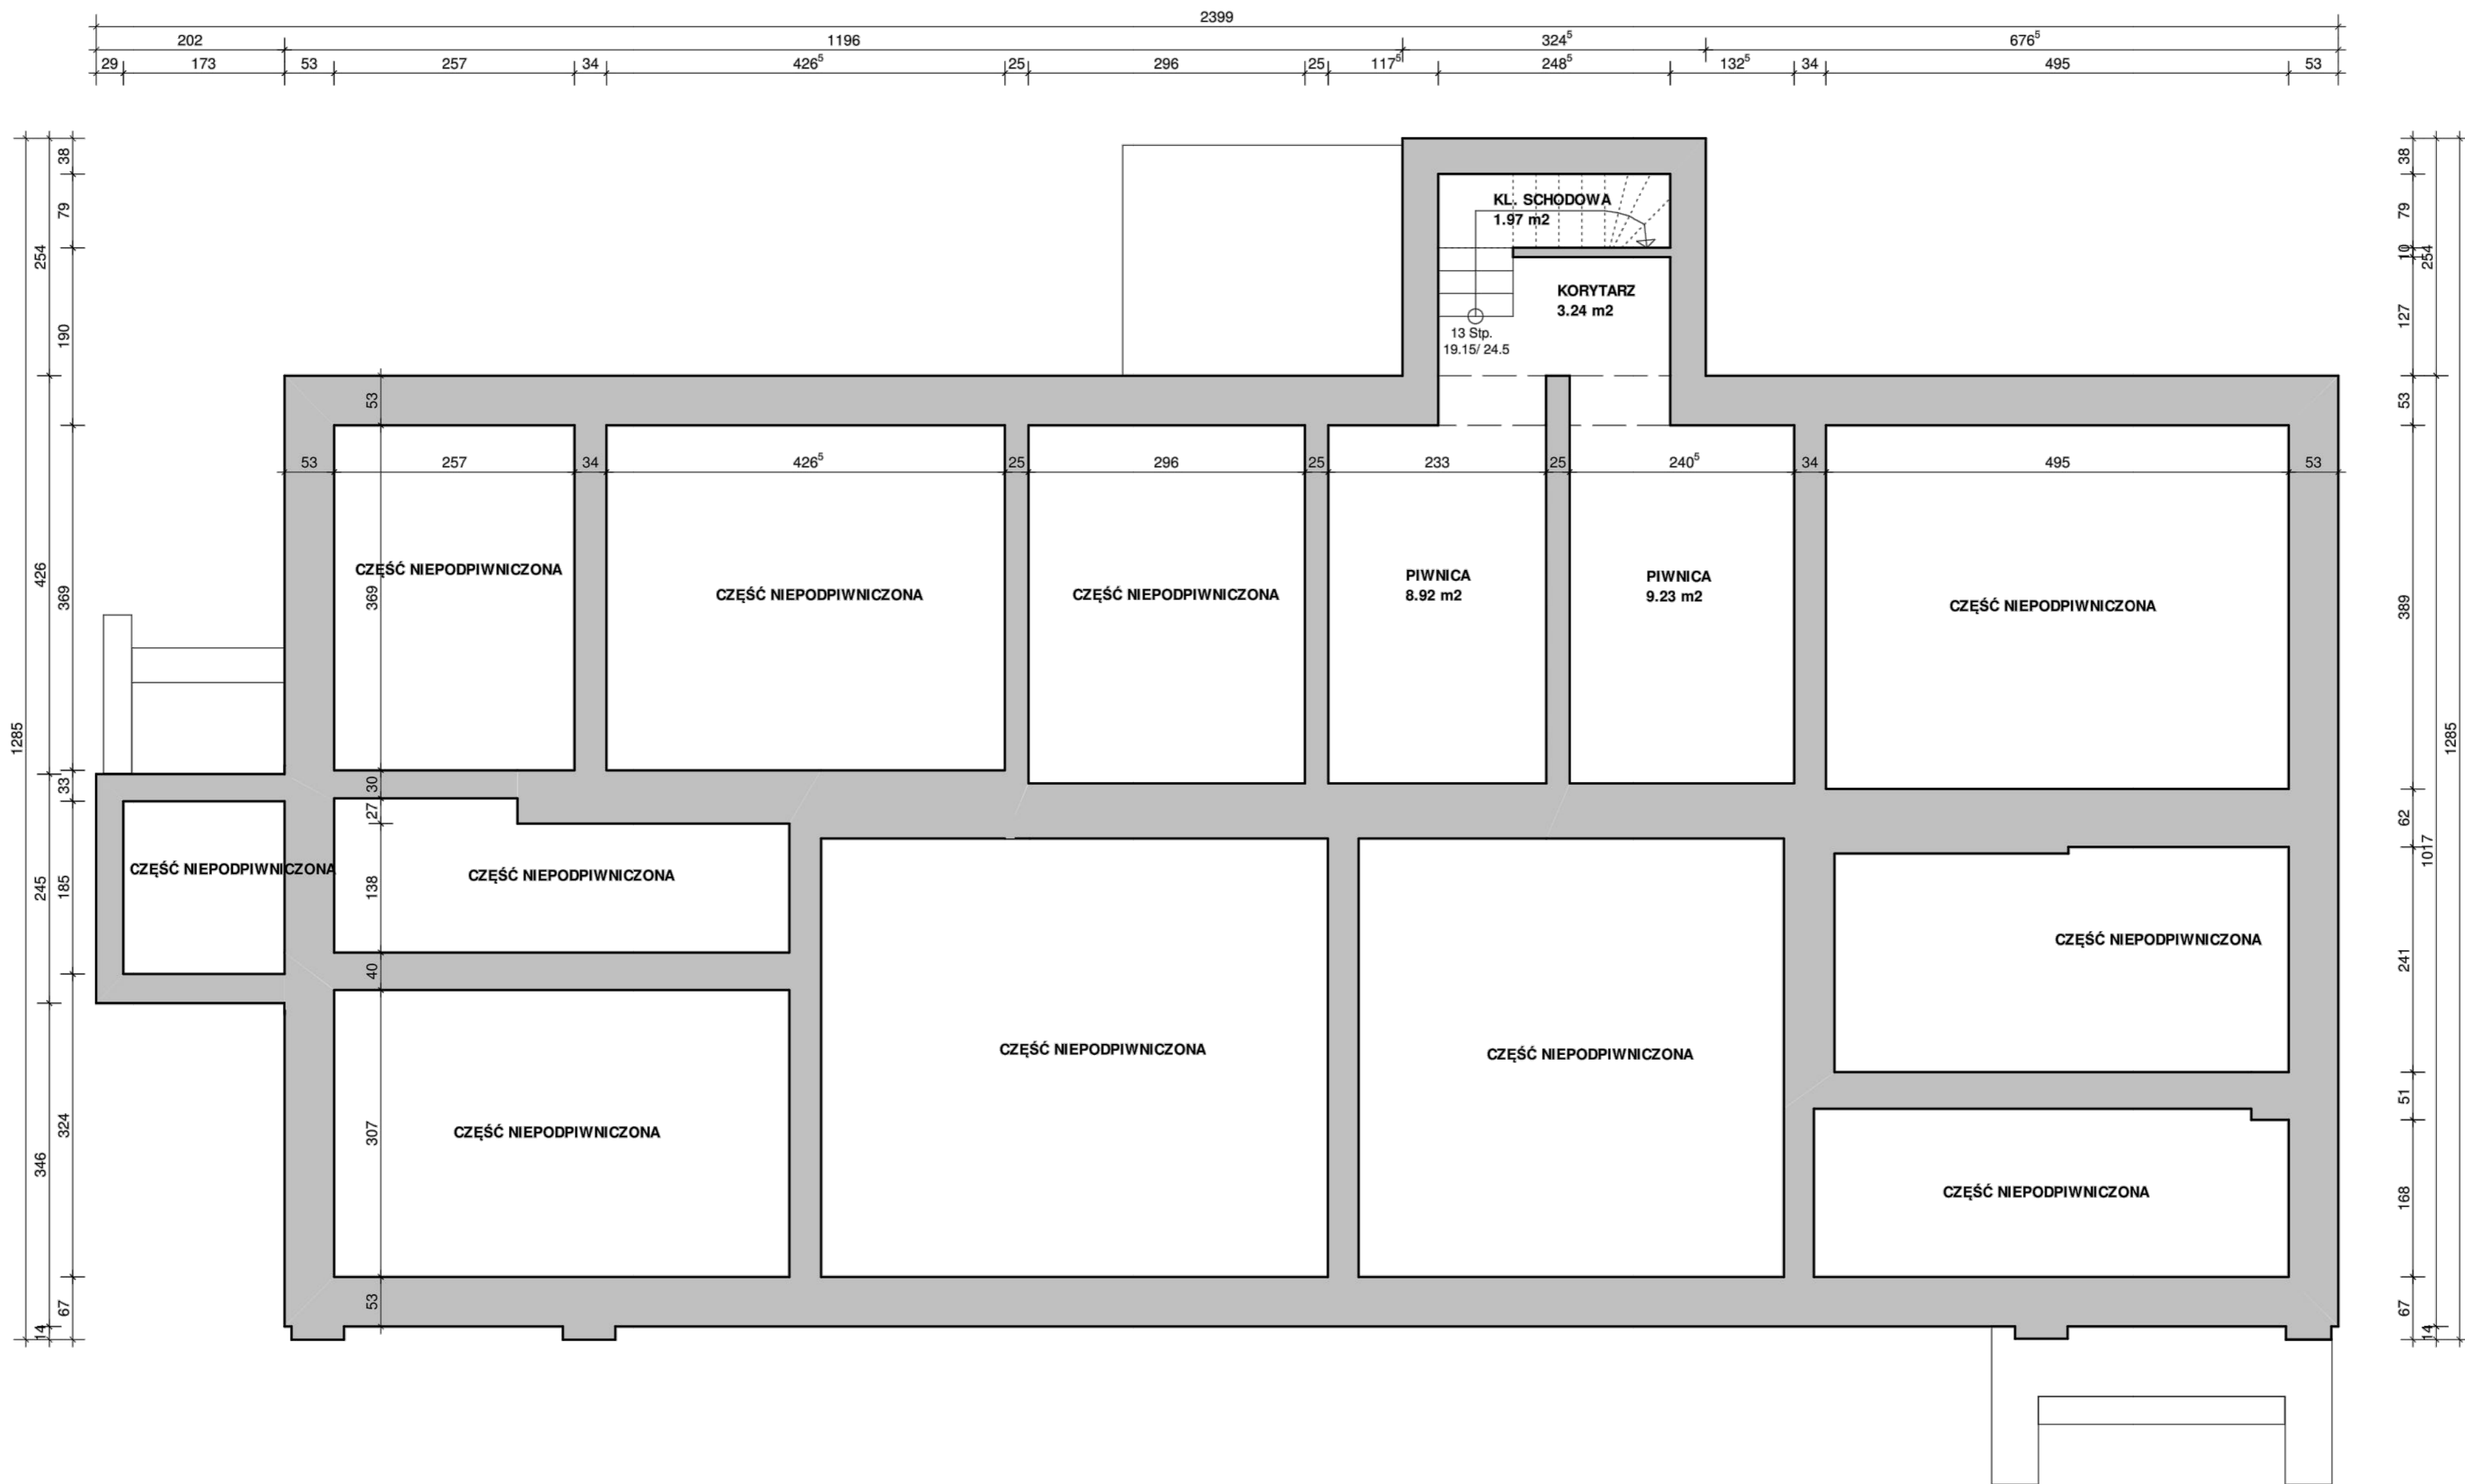 2399
202 1196 324⁵ 676⁵
29 173 53 257 34 426⁵ 25 296 25 117⁵ 248⁵ 132⁵ 34 495 53
38
79
190
369
33
185
324
67
254
426
245
346
14
1285
38
79
10
127
53
389
62
241
51
168
67
254
1017
14
1285
KL. SCHODOWA
1.97 m2
KORYTARZ
3.24 m2
13 Stp.
19.15/ 24.5
53
53 257 34 426⁵ 25 296 25 233 25 240⁵ 34 495 53
CZĘŚĆ NIEPODPIWNICZONA
369
CZĘŚĆ NIEPODPIWNICZONA
CZĘŚĆ NIEPODPIWNICZONA
PIWNICA
8.92 m2
PIWNICA
9.23 m2
CZĘŚĆ NIEPODPIWNICZONA
30
27
CZĘŚĆ NIEPODPIWNICZONA
138
CZĘŚĆ NIEPODPIWNICZONA
CZĘŚĆ NIEPODPIWNICZONA
40
CZĘŚĆ NIEPODPIWNICZONA
CZĘŚĆ NIEPODPIWNICZONA
307
CZĘŚĆ NIEPODPIWNICZONA
CZĘŚĆ NIEPODPIWNICZONA
53